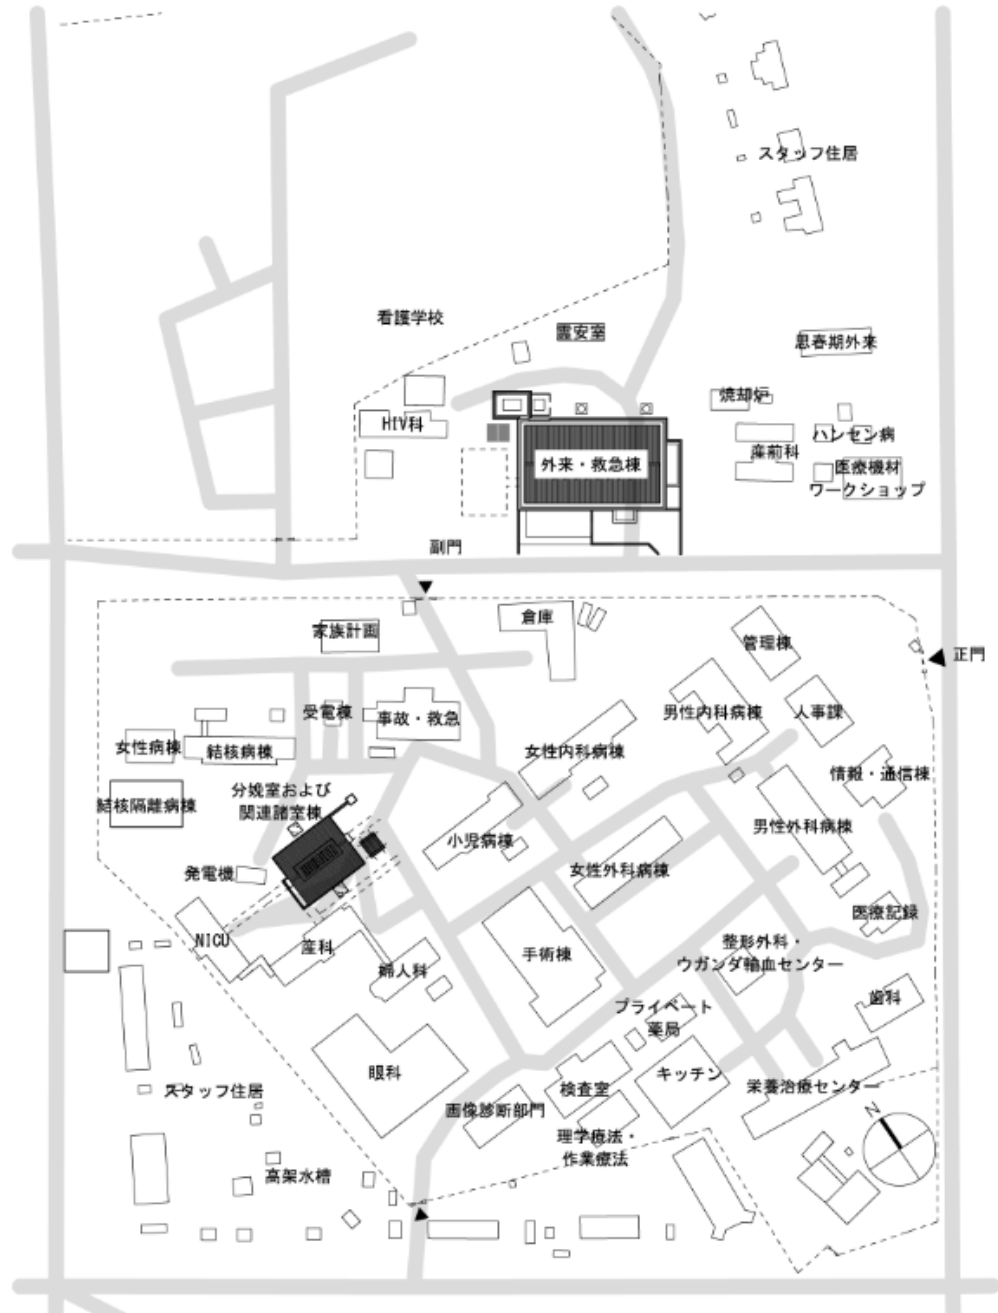 スタッフ住居
看護学校
霊安室
思春期外来
焼却炉
HIV科
ハンセン病
産前科
外来・救急棟
医療機材
ワークショップ
副門
倉庫
家族計画
管理棟
正門
受電棟
事故・救急
男性内科病棟
人事課
女性病棟
結核病棟
女性内科病棟
情報・通信棟
分娩室および
関連諸室棟
結核隔離病棟
男性外科病棟
小児病棟
女性外科病棟
発電機
医療記録
NICU
産科
手術棟
整形外科・
ウガンダ輸血センター
婦人科
歯科
プライベート
薬局
眼科
キッチン
検査室
栄養治療センター
スタッフ住居
画像診断部門
理学療法・
作業療法
高架水槽
N